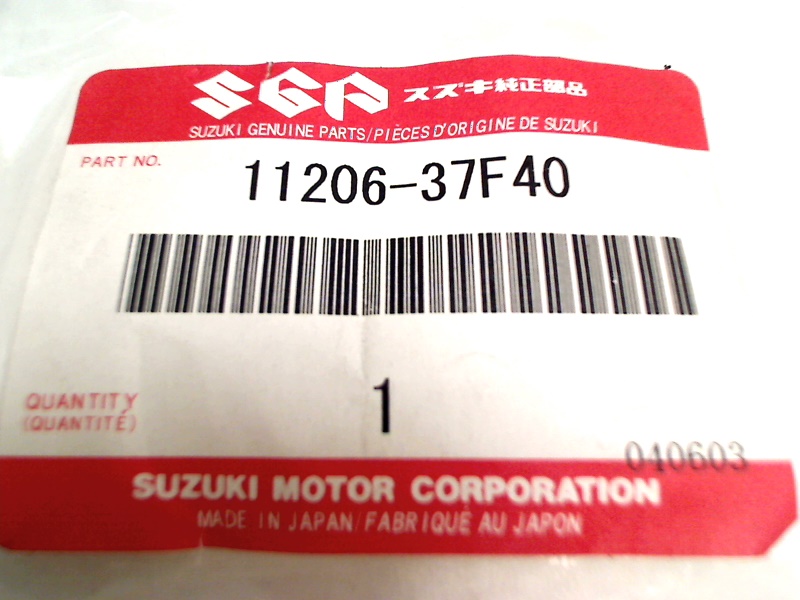 SGP スズキ純正部品
SUZUKI GENUINE PARTS/PIÈCES D'ORIGINE DE SUZUKI
PART NO.
11206-37F40
1
QUANTITY
(QUANTITÉ)
040603
SUZUKI MOTOR CORPORATION
MADE IN JAPAN/FABRIQUÉ AU JAPON